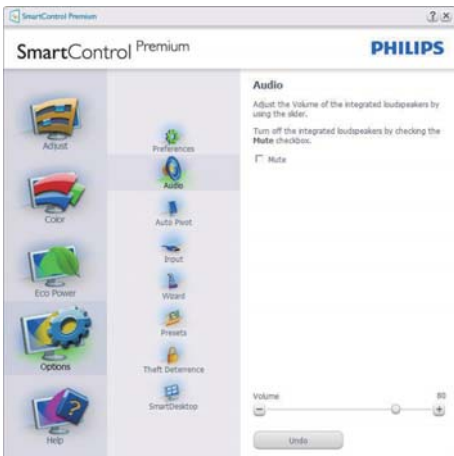 SmartControl Premium
? X
SmartControl Premium
PHILIPS
Adjust
Color
Eco Power
Options
Help
Preferences
Audio
Auto Pivot
Input
Wizard
Presets
Theft Deterrence
SmartDesktop
Audio
Adjust the Volume of the integrated loudspeakers by
using the slider.
Turn off the integrated loudspeakers by checking the
Mute checkbox.
Mute
Volume 80
Undo